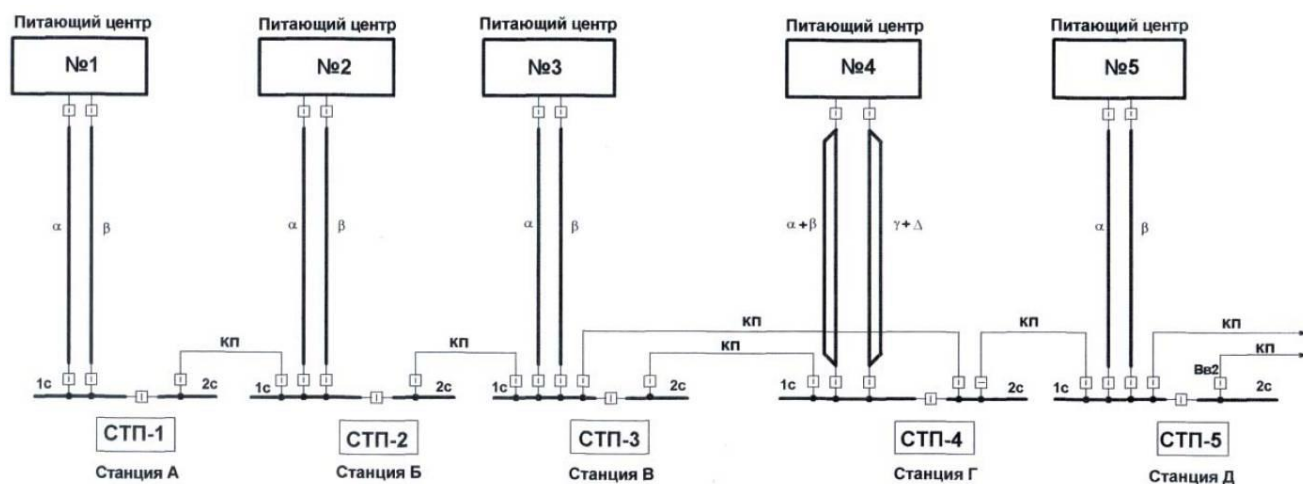 Питающий центр
№1
Питающий центр
№2
Питающий центр
№3
Питающий центр
№4
Питающий центр
№5
α
β
α
β
α
β
α+β
γ+Δ
α
β
КП
КП
КП
КП
КП
КП
КП
Вв2
1с
2с
1с
2с
1с
2с
1с
2с
1с
2с
СТП-1
СТП-2
СТП-3
СТП-4
СТП-5
Станция А
Станция Б
Станция В
Станция Г
Станция Д